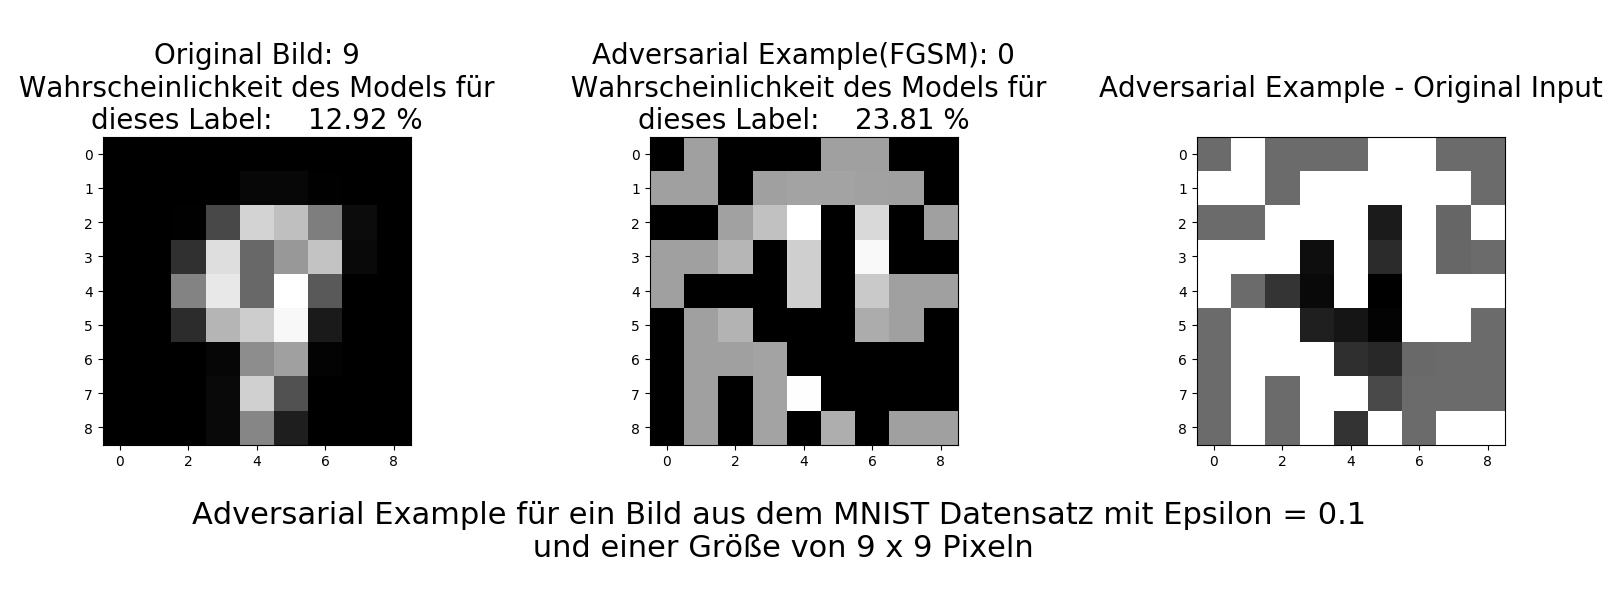 Original Bild: 9
Wahrscheinlichkeit des Models für
dieses Label: 12.92 %
Adversarial Example(FGSM): 0
Wahrscheinlichkeit des Models für
dieses Label: 23.81 %
Adversarial Example - Original Input
0
1
2
3
4
5
6
7
8
0 2 4 6 8
0
1
2
3
4
5
6
7
8
0 2 4 6 8
0
1
2
3
4
5
6
7
8
0 2 4 6 8
Adversarial Example für ein Bild aus dem MNIST Datensatz mit Epsilon = 0.1
und einer Größe von 9 x 9 Pixeln